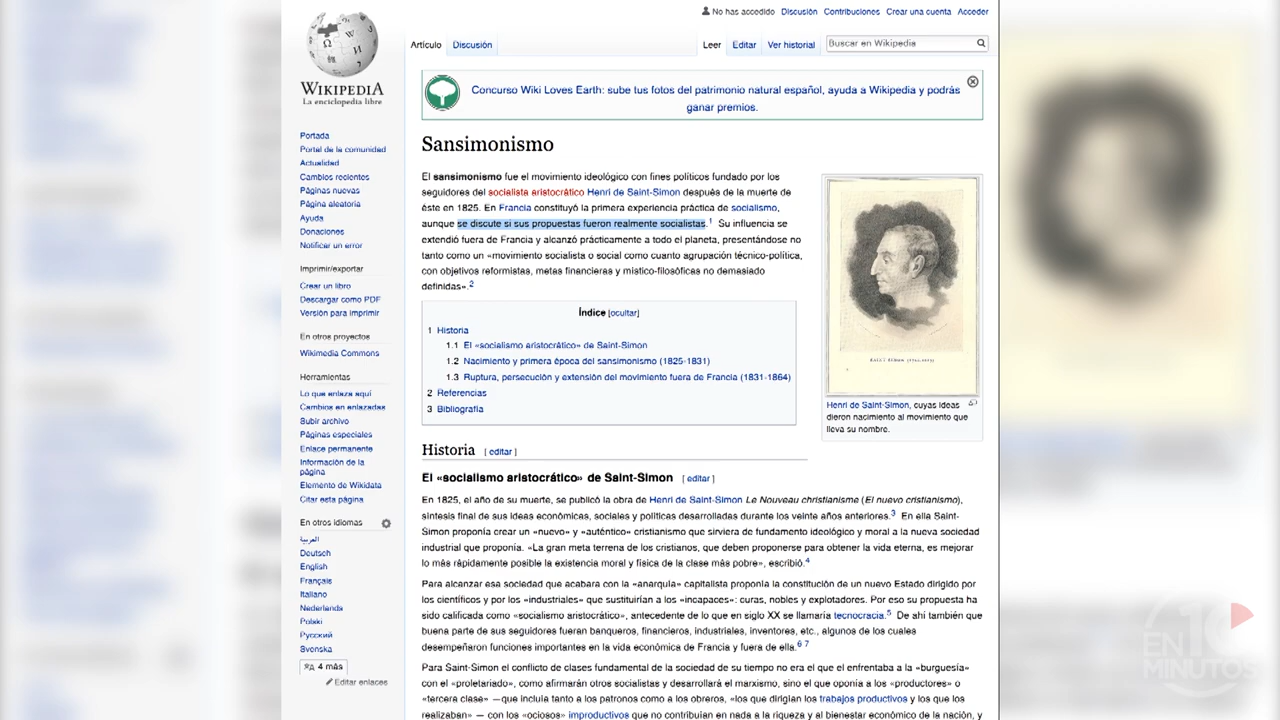 No has accedido Discusión Contribuciones Crear una cuenta Acceder
Artículo Discusión Leer Editar Ver historial Buscar en Wikipedia
WIKIPEDIA
La enciclopedia libre
Portada
Portal de la comunidad
Actualidad
Cambios recientes
Páginas nuevas
Página aleatoria
Ayuda
Donaciones
Notificar un error
Imprimir/exportar
Crear un libro
Descargar como PDF
Versión para imprimir
En otros proyectos
Wikimedia Commons
Herramientas
Lo que enlaza aquí
Cambios en enlazadas
Subir archivo
Páginas especiales
Enlace permanente
Información de la
página
Elemento de Wikidata
Citar esta página
En otros idiomas
العربية
Deutsch
English
Français
Italiano
Nederlands
Polski
Русский
Svenska
4 más
Editar enlaces
Concurso Wiki Loves Earth: sube tus fotos del patrimonio natural español, ayuda a Wikipedia y podrás
ganar premios.
Sansimonismo
El sansimonismo fue el movimiento ideológico con fines políticos fundado por los
seguidores del socialista aristocrático Henri de Saint-Simon después de la muerte de
éste en 1825. En Francia constituyó la primera experiencia práctica de socialismo,
aunque se discute si sus propuestas fueron realmente socialistas.1 Su influencia se
extendió fuera de Francia y alcanzó prácticamente a todo el planeta, presentándose no
tanto como un «movimiento socialista o social como cuanto agrupación técnico-política,
con objetivos reformistas, metas financieras y místico-filosóficas no demasiado
definidas».2
SAINT SIMON
Henri de Saint-Simon, cuyas ideas
dieron nacimiento al movimiento que
lleva su nombre.
Índice [ocultar]
1 Historia
1.1 El «socialismo aristocrático» de Saint-Simon
1.2 Nacimiento y primera época del sansimonismo (1825-1831)
1.3 Ruptura, persecución y extensión del movimiento fuera de Francia (1831-1864)
2 Referencias
3 Bibliografía
Historia [ editar ]
El «socialismo aristocrático» de Saint-Simon [ editar ]
En 1825, el año de su muerte, se publicó la obra de Henri de Saint-Simon Le Nouveau christianisme (El nuevo cristianismo),
síntesis final de sus ideas económicas, sociales y políticas desarrolladas durante los veinte años anteriores.3 En ella Saint-
Simon proponía crear un «nuevo» y «auténtico» cristianismo que sirviera de fundamento ideológico y moral a la nueva sociedad
industrial que proponía. «La gran meta terrena de los cristianos, que deben proponerse para obtener la vida eterna, es mejorar
lo más rápidamente posible la existencia moral y física de la clase más pobre», escribió.4
Para alcanzar esa sociedad que acabara con la «anarquía» capitalista proponía la constitución de un nuevo Estado dirigido por
los científicos y por los «industriales» que sustituirían a los «incapaces»: curas, nobles y explotadores. Por eso su propuesta ha
sido calificada como «socialismo aristocrático», antecedente de lo que en siglo XX se llamaría tecnocracia.5 De ahí también que
buena parte de sus seguidores fueran banqueros, financieros, industriales, inventores, etc., algunos de los cuales
desempeñaron funciones importantes en la vida económica de Francia y fuera de ella.6 7
Para Saint-Simon el conflicto de clases fundamental de la sociedad de su tiempo no era el que enfrentaba a la «burguesía»
con el «proletariado», como afirmarán otros socialistas y desarrollará el marxismo, sino el que oponía a los «productores» o
«tercera clase» —que incluía tanto a los patronos como a los obreros, «los que dirigían los trabajos productivos y los que los
realizaban» — con los «ociosos» improductivos que no contribuían en nada a la riqueza y al bienestar económico de la nación, y
EN 10
MINUTOS